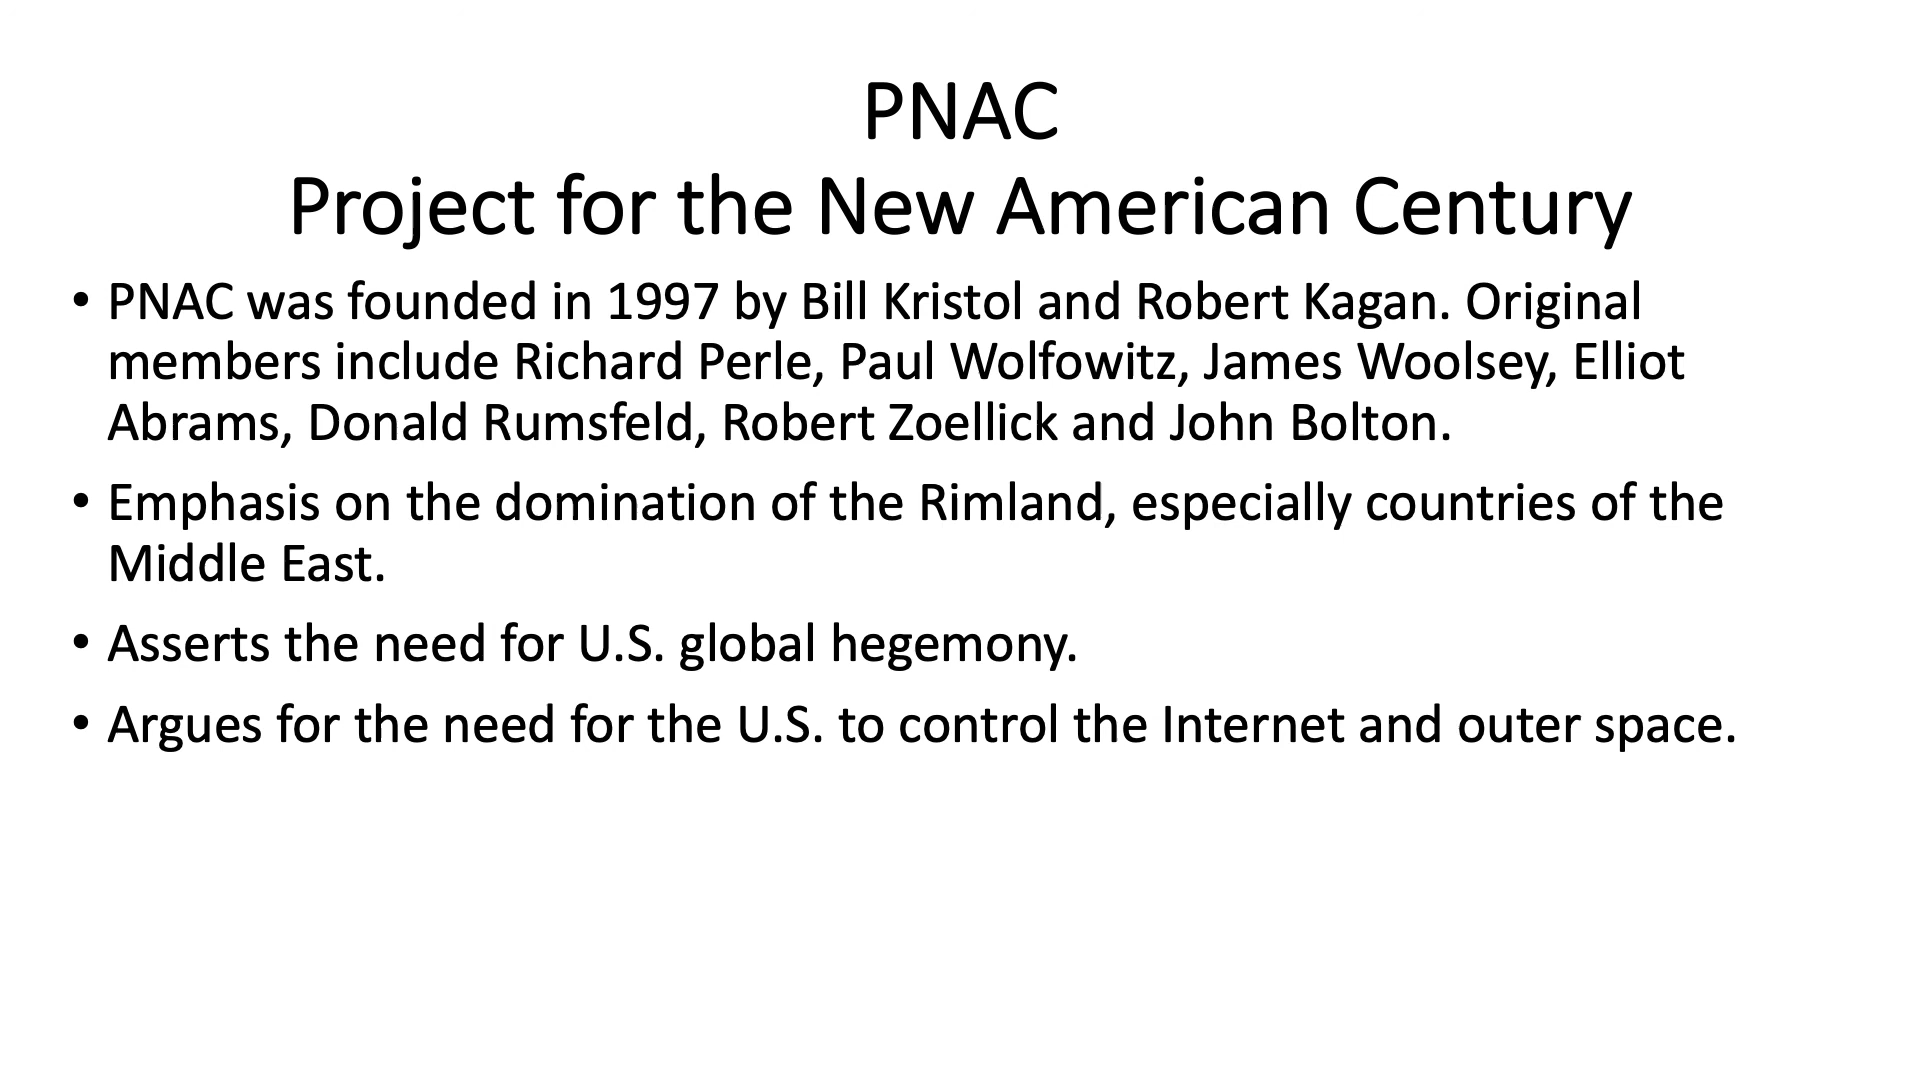 PNAC
Project for the New American Century
• PNAC was founded in 1997 by Bill Kristol and Robert Kagan. Original
members include Richard Perle, Paul Wolfowitz, James Woolsey, Elliot
Abrams, Donald Rumsfeld, Robert Zoellick and John Bolton.
• Emphasis on the domination of the Rimland, especially countries of the
Middle East.
• Asserts the need for U.S. global hegemony.
• Argues for the need for the U.S. to control the Internet and outer space.